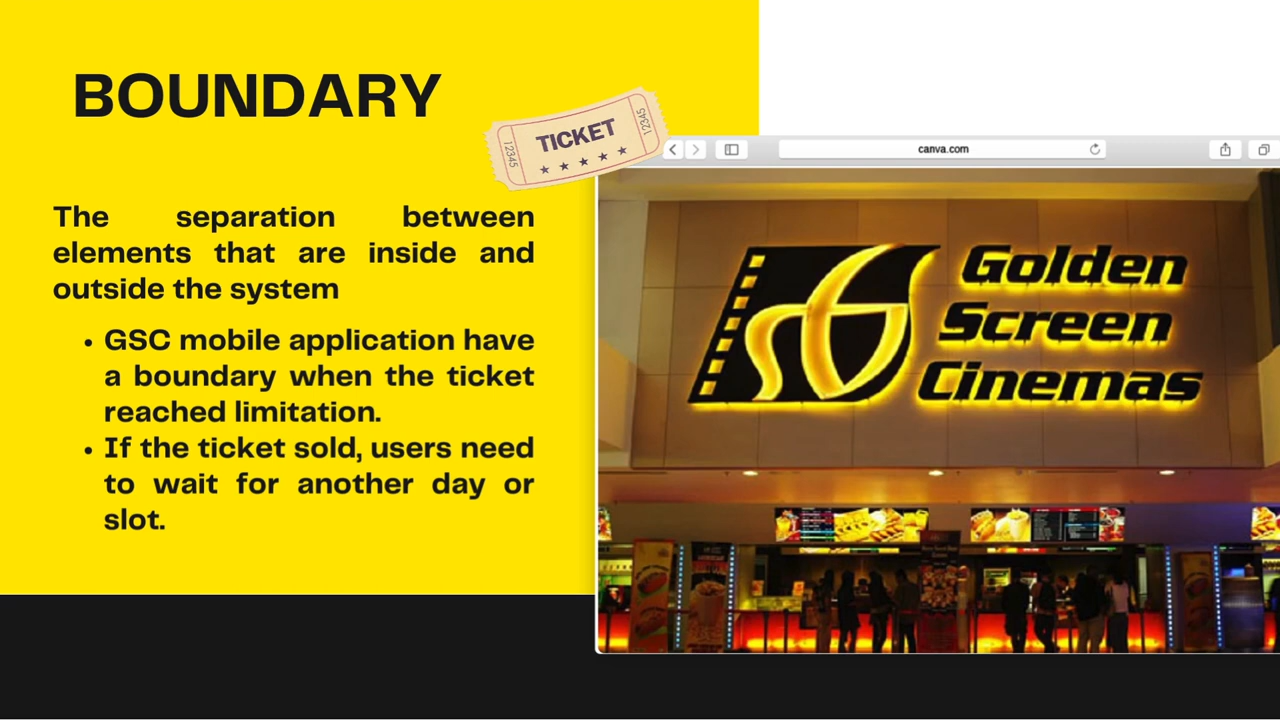 BOUNDARY
12345
TICKET
12345
canva.com
The separation between
elements that are inside and
outside the system
• GSC mobile application have
a boundary when the ticket
reached limitation.
• If the ticket sold, users need
to wait for another day or
slot.
Golden
Screen
Cinemas